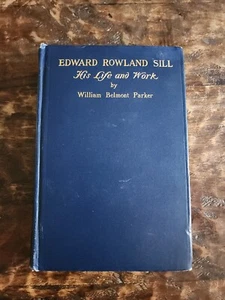 EDWARD ROWLAND SILL
His Life and Work
by
William Belmont Parker